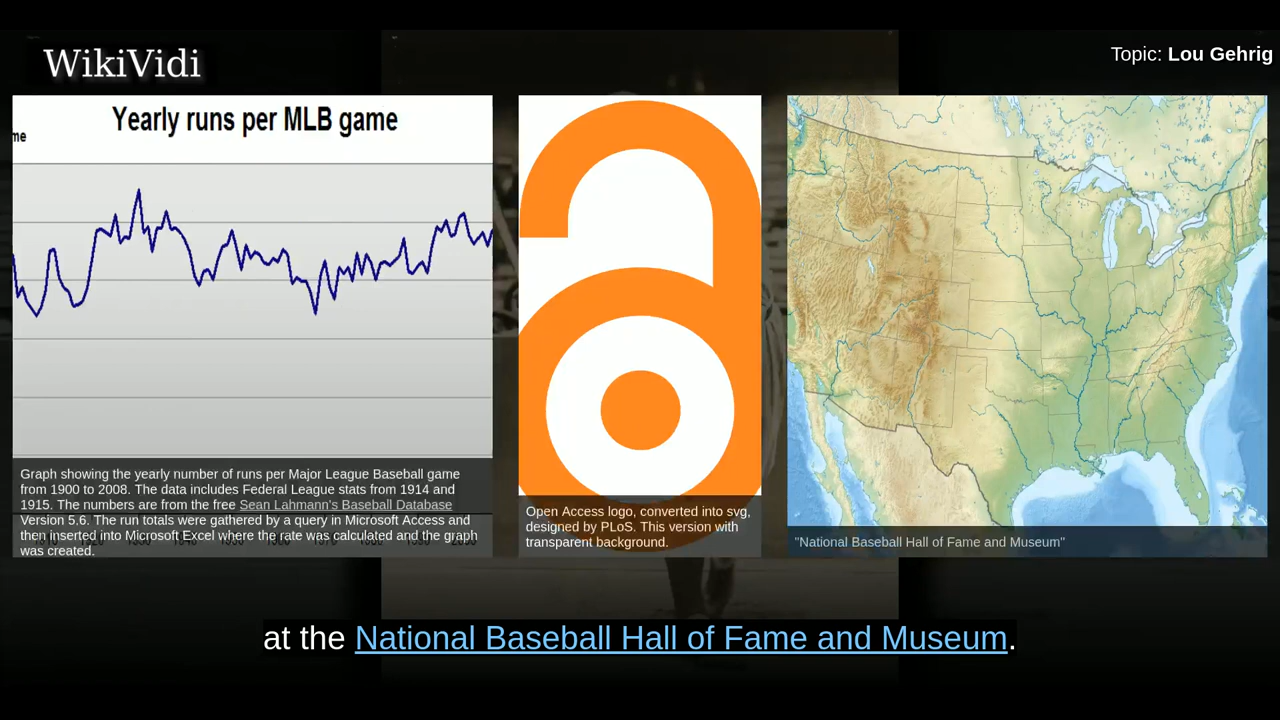 WikiVidi
Topic: Lou Gehrig
Yearly runs per MLB game
me
Graph showing the yearly number of runs per Major League Baseball game
from 1900 to 2008. The data includes Federal League stats from 1914 and
1915. The numbers are from the free Sean Lahmann's Baseball Database
Version 5.6. The run totals were gathered by a query in Microsoft Access and
then inserted into Microsoft Excel where the rate was calculated and the graph
was created.
Open Access logo, converted into svg,
designed by PLoS. This version with
transparent background.
"National Baseball Hall of Fame and Museum"
at the National Baseball Hall of Fame and Museum.